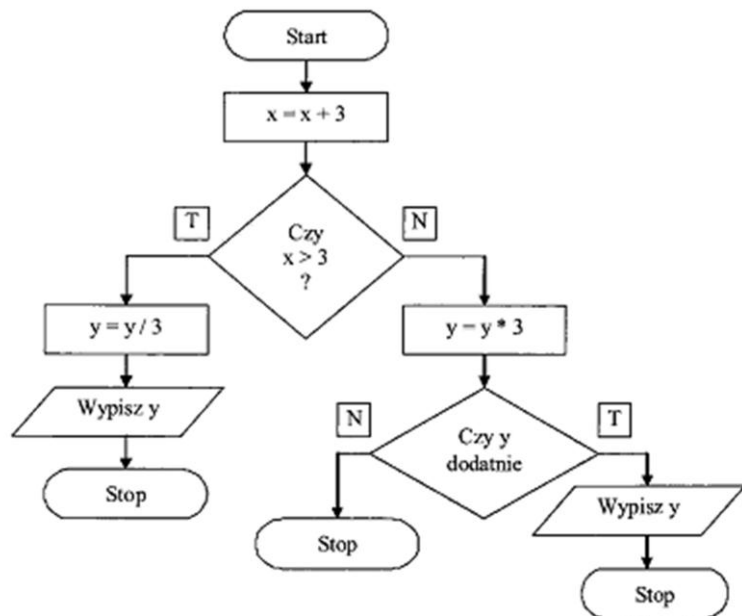 Start
x = x + 3
T
N
Czy
x > 3
?
y = y / 3
y = y * 3
Wypisz y
N
T
Czy y
dodatnie
Stop
Wypisz y
Stop
Stop